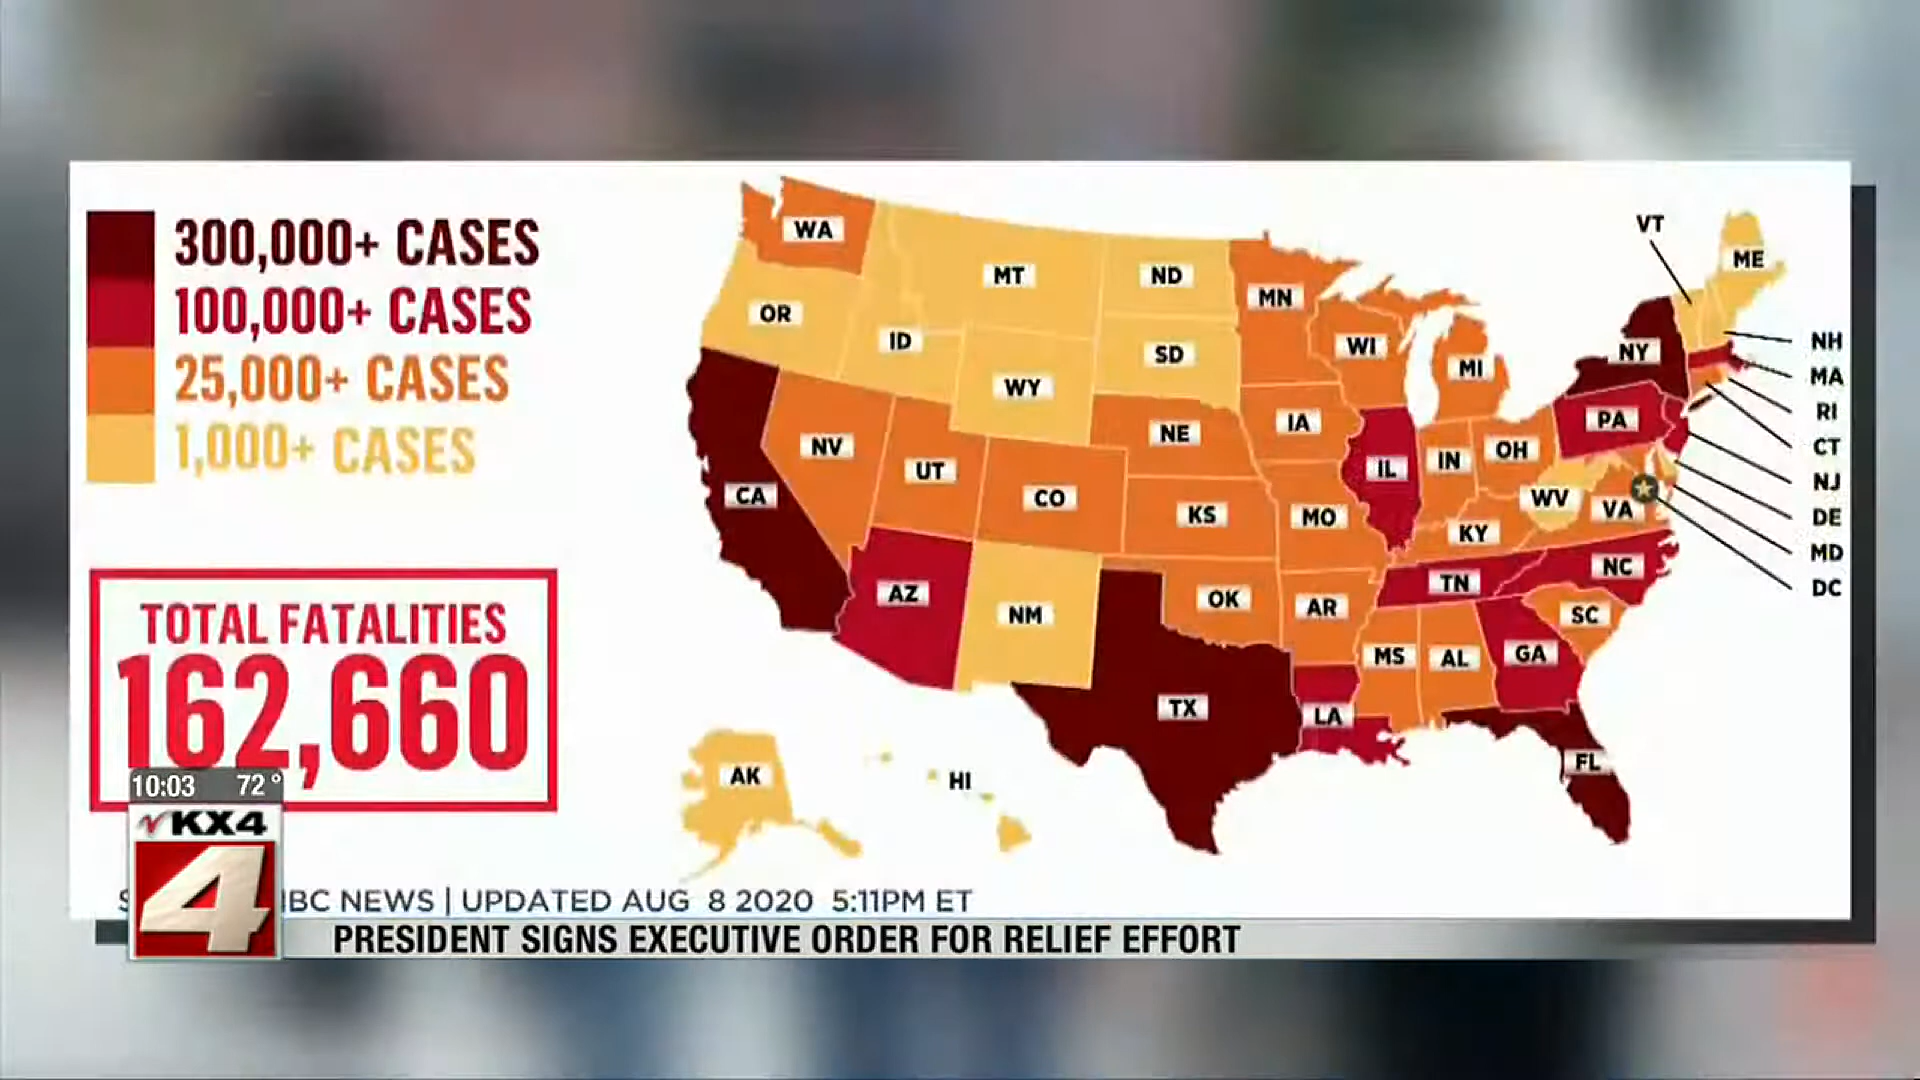 300,000+ CASES
100,000+ CASES
25,000+ CASES
1,000+ CASES
TOTAL FATALITIES
162,660
WA
MT
ND
MN
VT
ME
OR
ID
SD
WI
MI
NY
NH
WY
MA
NV
UT
CO
NE
IA
IL
IN
OH
PA
RI
CT
CA
KS
MO
KY
WV
VA
NJ
DE
MD
DC
AZ
NM
OK
AR
TN
NC
SC
MS
AL
GA
TX
LA
FL
AK
HI
10:03 72°
KX4
4
NEWS | UPDATED AUG 8 2020 5:11PM ET
PRESIDENT SIGNS EXECUTIVE ORDER FOR RELIEF EFFORT